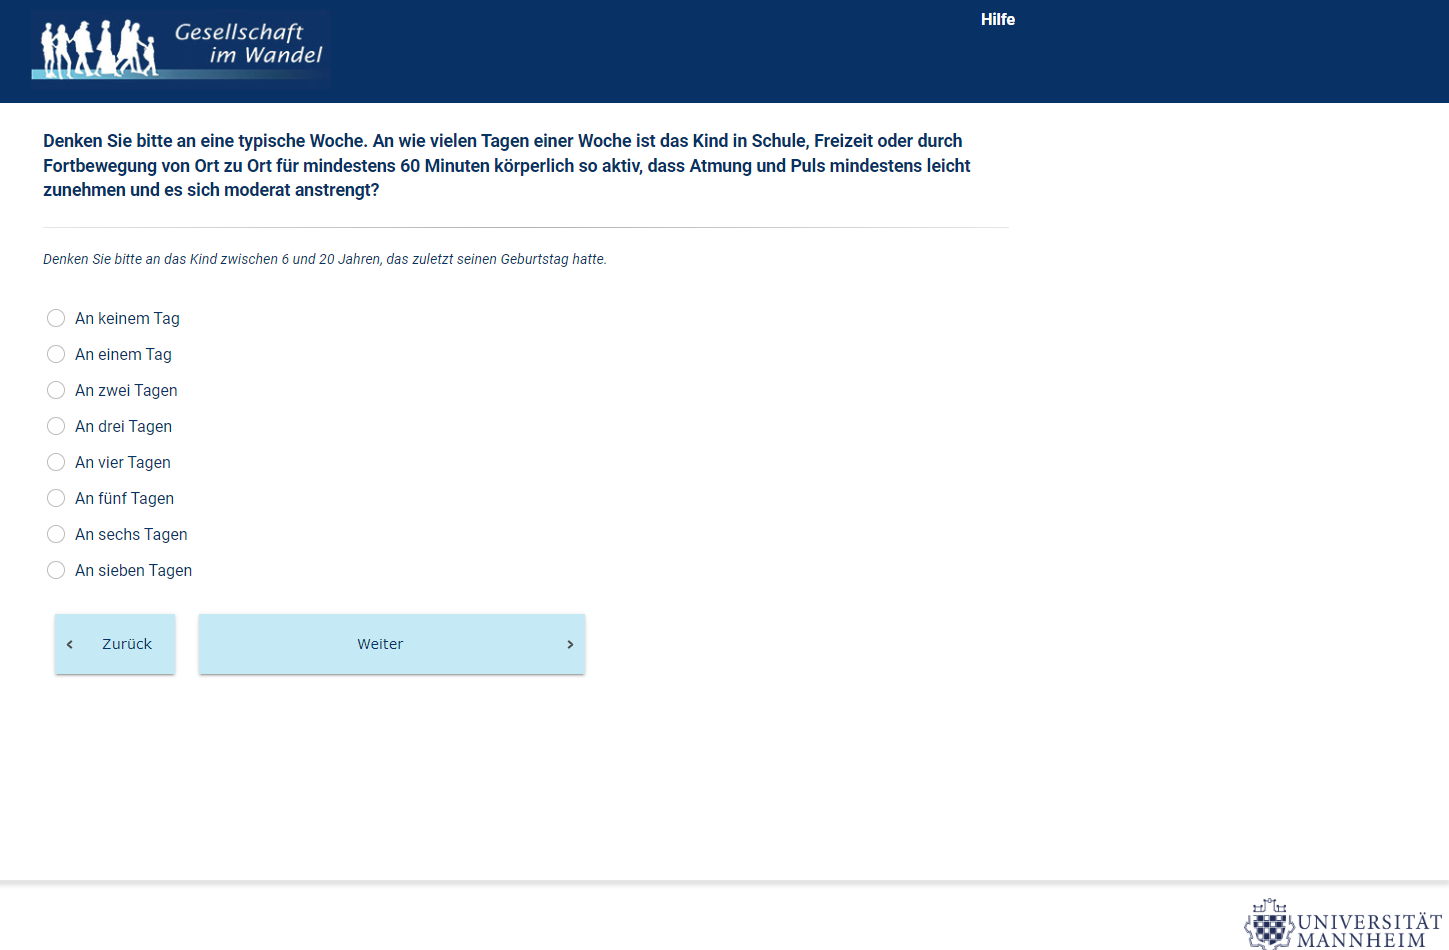 Gesellschaft
im Wandel
Hilfe
Denken Sie bitte an eine typische Woche. An wie vielen Tagen einer Woche ist das Kind in Schule, Freizeit oder durch
Fortbewegung von Ort zu Ort für mindestens 60 Minuten körperlich so aktiv, dass Atmung und Puls mindestens leicht
zunehmen und es sich moderat anstrengt?
Denken Sie bitte an das Kind zwischen 6 und 20 Jahren, das zuletzt seinen Geburtstag hatte.
An keinem Tag
An einem Tag
An zwei Tagen
An drei Tagen
An vier Tagen
An fünf Tagen
An sechs Tagen
An sieben Tagen
Zurück
Weiter
UNIVERSITÄT
MANNHEIM